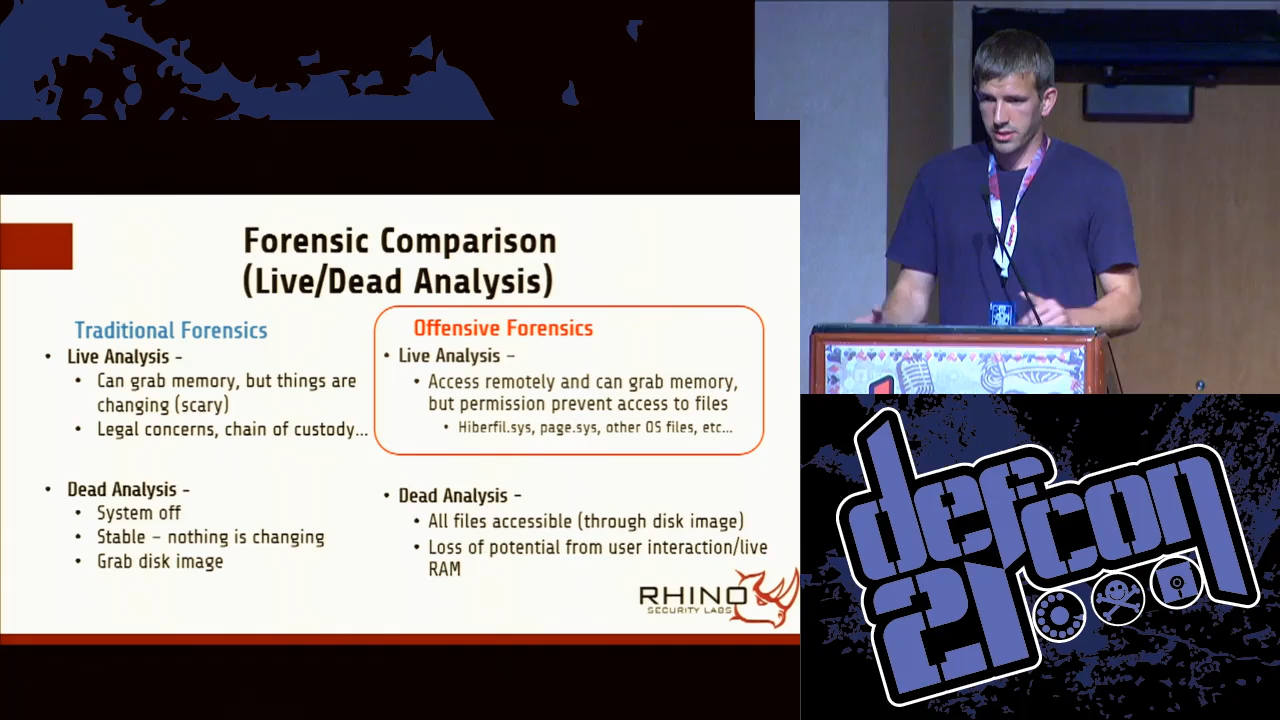 Forensic Comparison
(Live/Dead Analysis)
Traditional Forensics
• Live Analysis –
• Can grab memory, but things are
changing (scary)
• Legal concerns, chain of custody...
• Dead Analysis –
• System off
• Stable – nothing is changing
• Grab disk image
Offensive Forensics
• Live Analysis –
• Access remotely and can grab memory,
but permission prevent access to files
• Hiberfil.sys, page.sys, other OS files, etc...
• Dead Analysis –
• All files accessible (through disk image)
• Loss of potential from user interaction/live
RAM
RHINO
SECURITY LABS
defcon
21